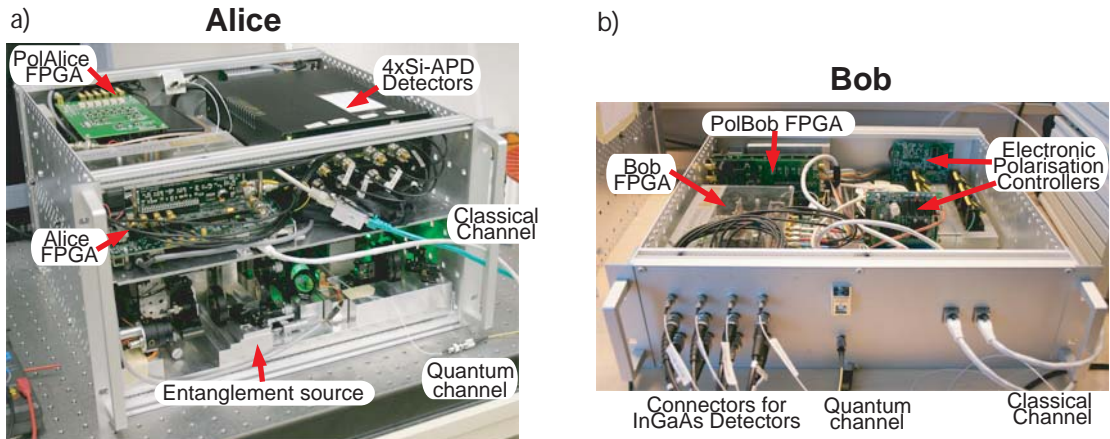 a)
Alice
PolAlice
FPGA
4xSi-APD
Detectors
Classical
Channel
Alice
FPGA
Entanglement source
Quantum
channel
b)
Bob
PolBob FPGA
Bob
FPGA
Electronic
Polarisation
Controllers
Connectors for
InGaAs Detectors
Quantum
channel
Classical
Channel